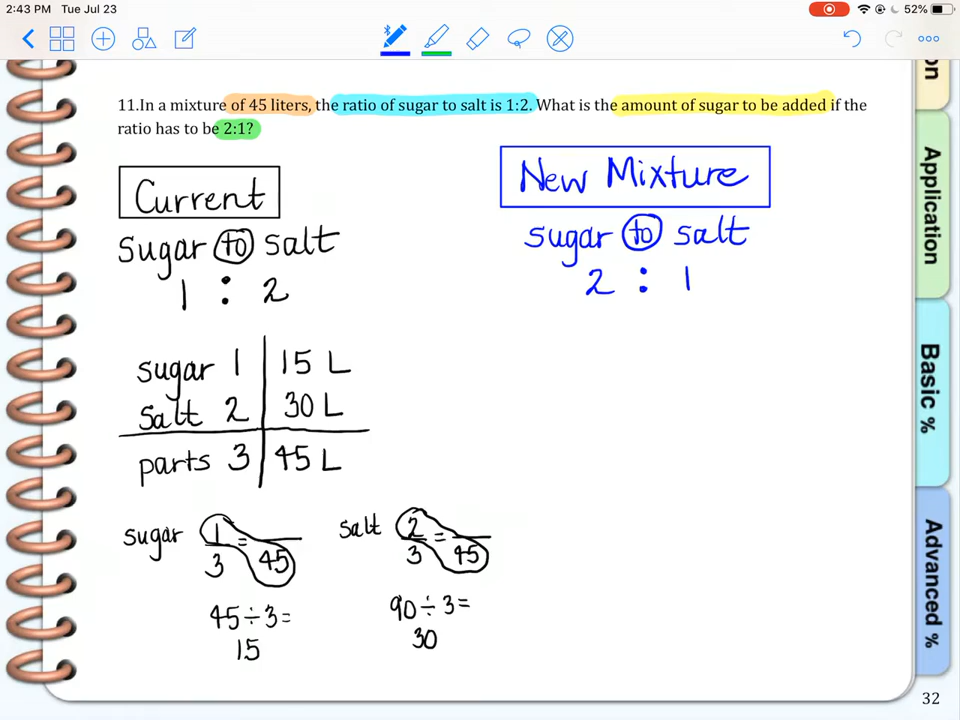 2:43 PM Tue Jul 23
52%
11.In a mixture of 45 liters, the ratio of sugar to salt is 1:2. What is the amount of sugar to be added if the
ratio has to be 2:1?
Current
sugar to salt
1 : 2
sugar 1 15 L
salt 2 30 L
parts 3 45 L
sugar 1/3 = /45
45 ÷ 3 =
15
salt 2/3 = /45
90 ÷ 3 =
30
New Mixture
sugar to salt
2 : 1
on
Application
Basic %
Advanced %
32